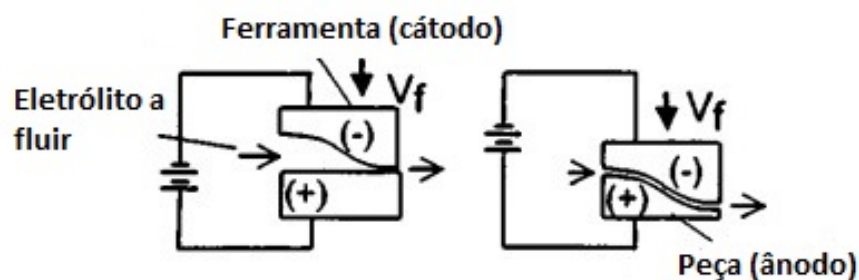 Ferramenta (cátodo)
Eletrólito a
fluir
Vf
(-)
(+)
Vf
(-)
(+)
Peça (ânodo)